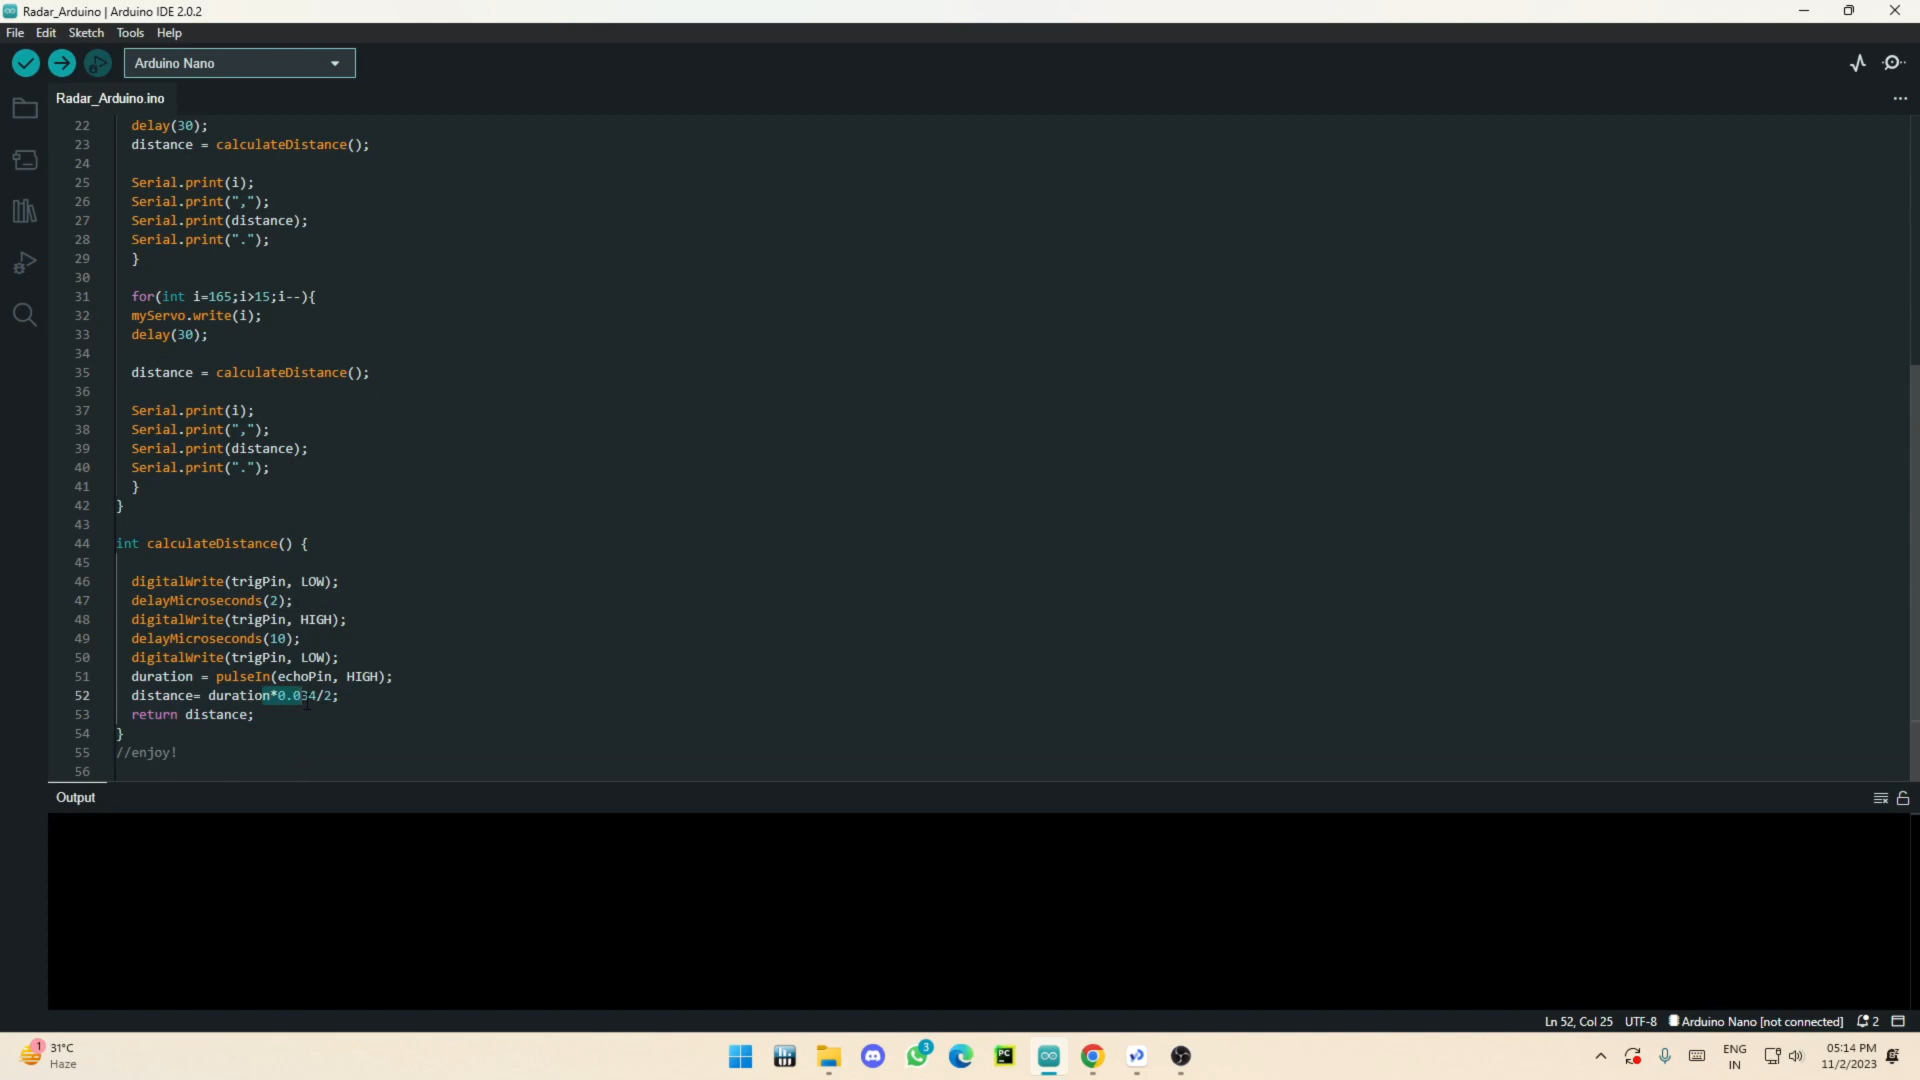 Radar_Arduino | Arduino IDE 2.0.2
File Edit Sketch Tools Help
Arduino Nano
Radar_Arduino.ino
22 delay(30);
23 distance = calculateDistance();
24
25 Serial.print(i);
26 Serial.print(",");
27 Serial.print(distance);
28 Serial.print(".");
29 }
30
31 for(int i=165;i>15;i--){
32 myServo.write(i);
33 delay(30);
34
35 distance = calculateDistance();
36
37 Serial.print(i);
38 Serial.print(",");
39 Serial.print(distance);
40 Serial.print(".");
41 }
42 }
43
44 int calculateDistance() {
45
46 digitalWrite(trigPin, LOW);
47 delayMicroseconds(2);
48 digitalWrite(trigPin, HIGH);
49 delayMicroseconds(10);
50 digitalWrite(trigPin, LOW);
51 duration = pulseIn(echoPin, HIGH);
52 distance= duration*0.034/2;
53 return distance;
54 }
55 //enjoy!
56
Output
Ln 52, Col 25 UTF-8 Arduino Nano [not connected] 2
1 31°C
Haze
3
PC
ENG
IN
05:14 PM
11/2/2023